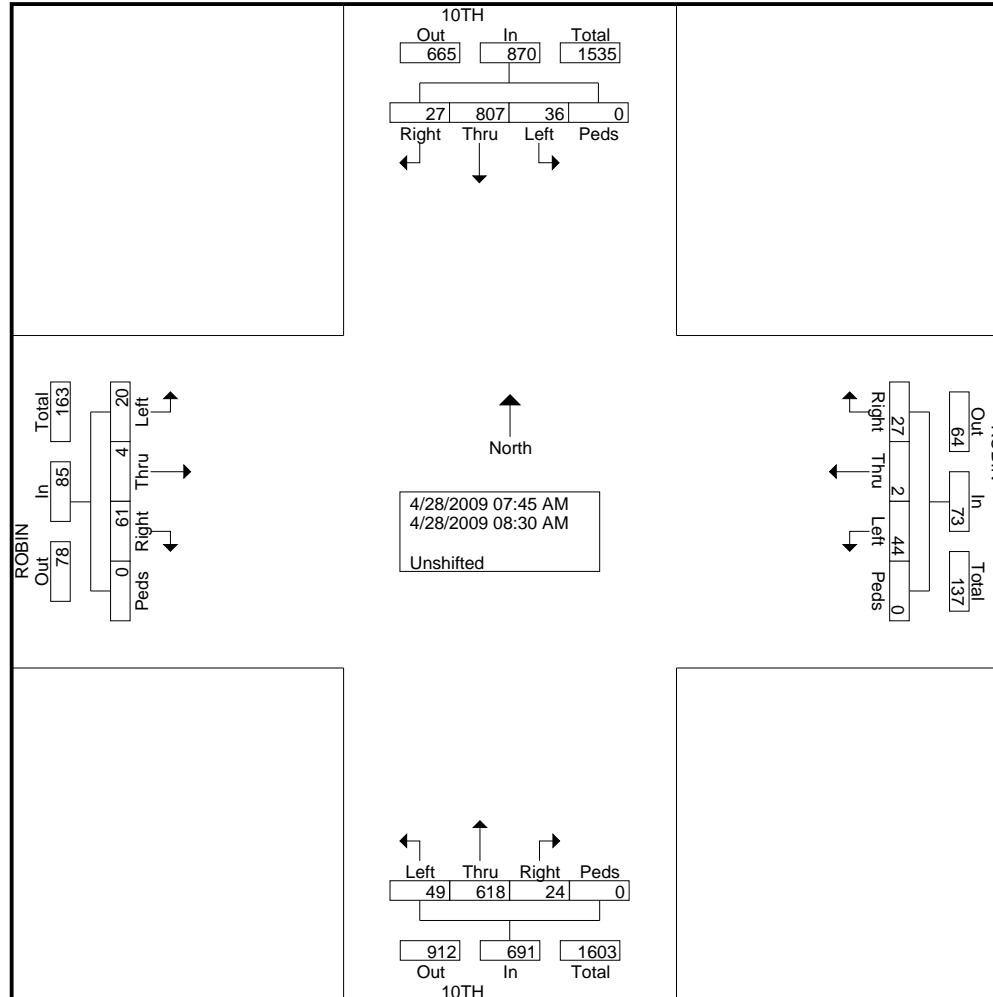 10TH
Out In Total
665 870 1535
27 807 36 0
Right Thru Left Peds
ROBIN
Out In Total
78 85 163
20 4 61 0
Left Thru Right Peds
North
4/28/2009 07:45 AM
4/28/2009 08:30 AM
Unshifted
Right Thru Left Peds
27 2 44 0
Out In Total
64 73 137
Left Thru Right Peds
49 618 24 0
912 691 1603
Out In Total
10TH